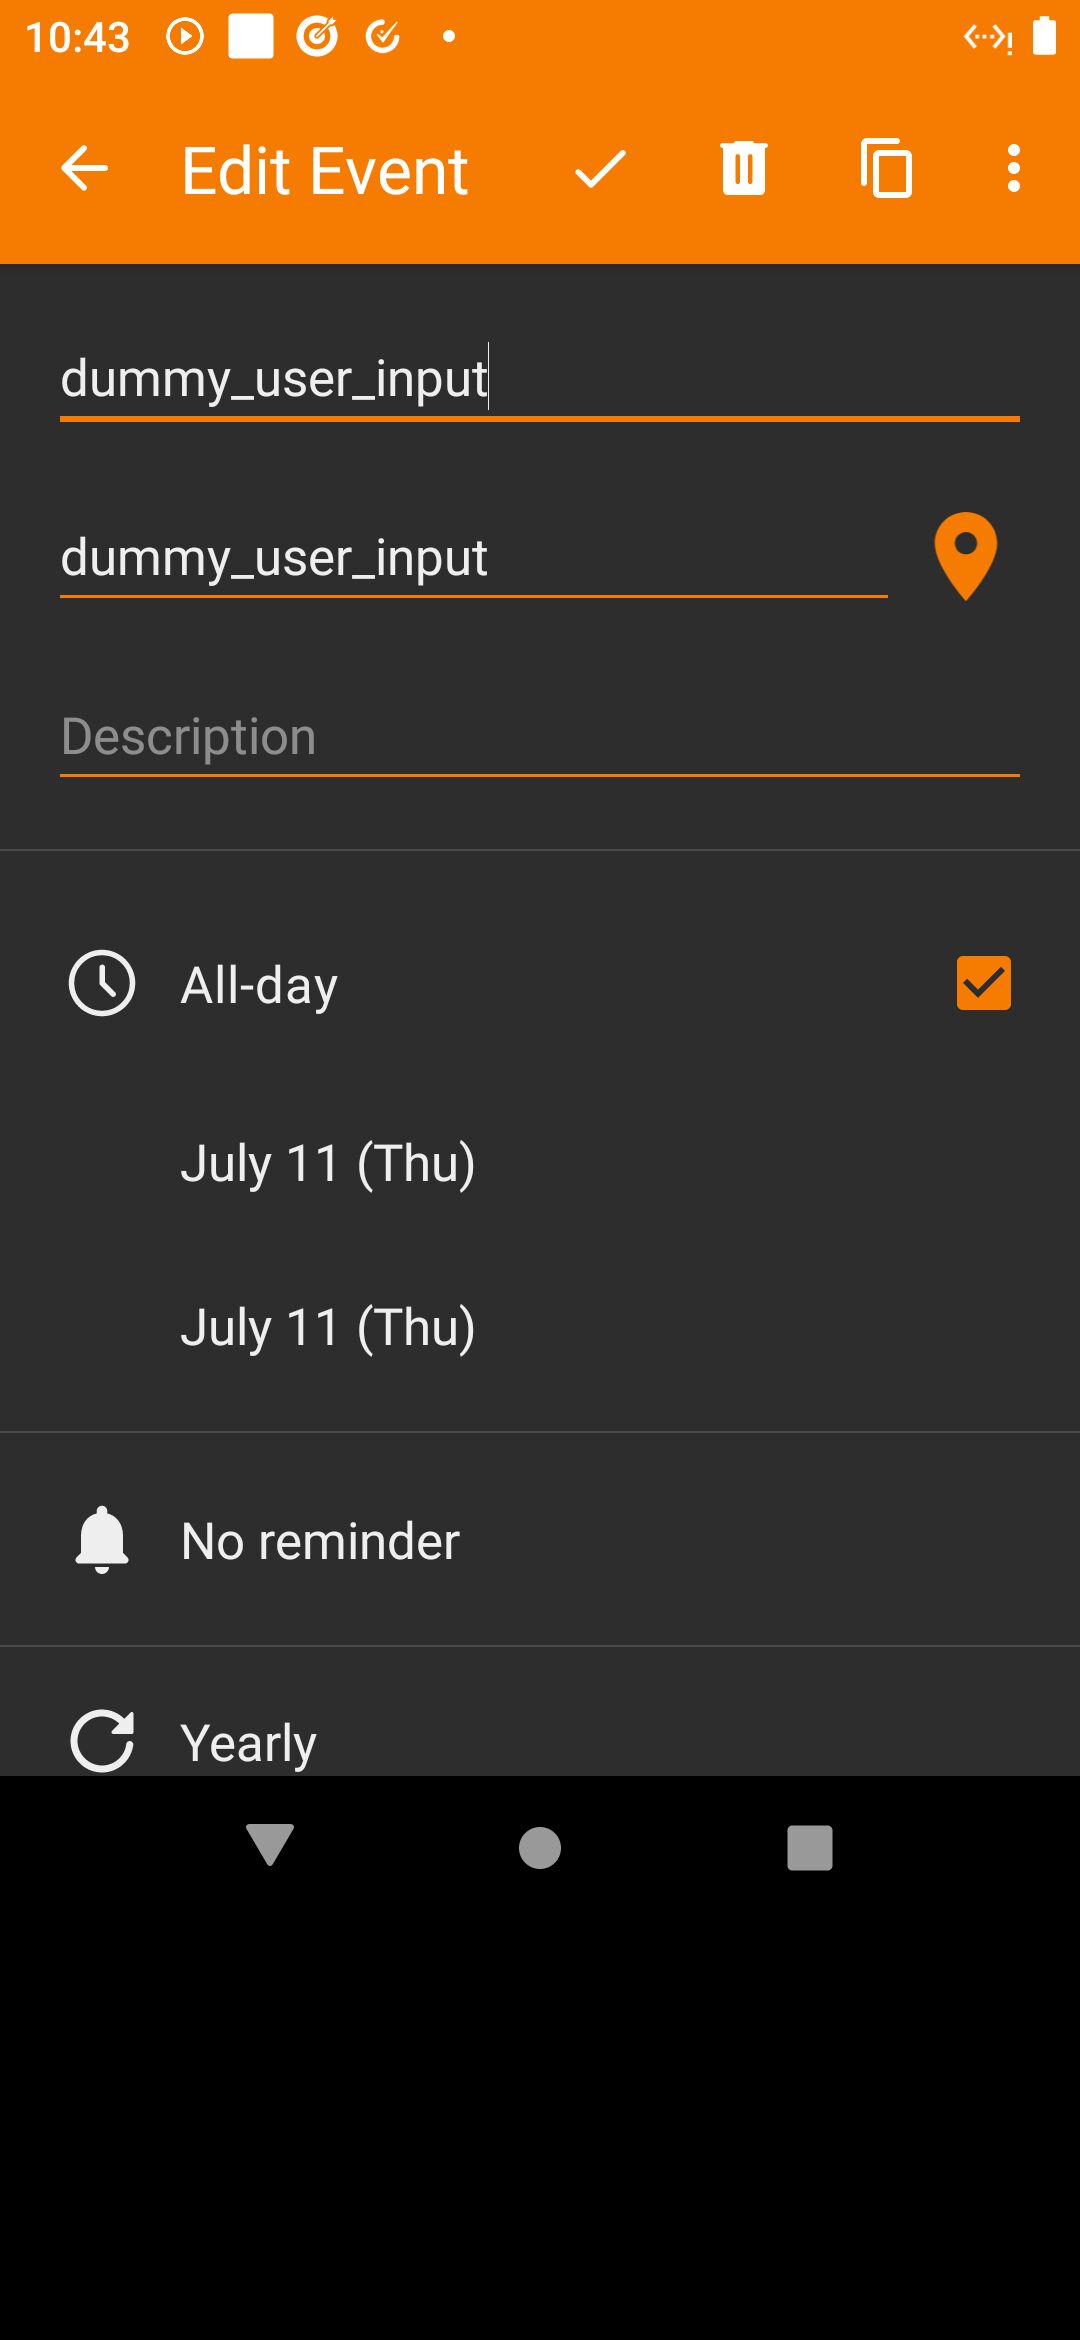 10:43
Edit Event
dummy_user_input
dummy_user_input
Description
All-day
July 11 (Thu)
July 11 (Thu)
No reminder
Yearly